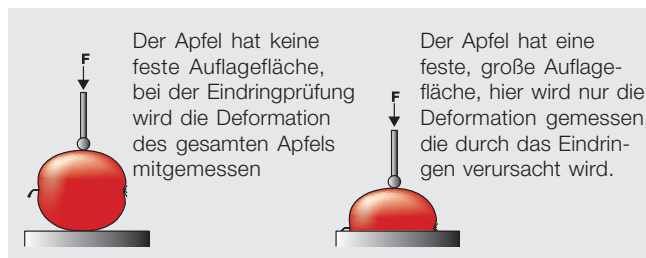 F
Der Apfel hat keine
feste Auflagefläche,
bei der Eindringprüfung
wird die Deformation
des gesamten Apfels
mitgemessen
F
Der Apfel hat eine
feste, große Auflage-
fläche, hier wird nur die
Deformation gemessen,
die durch das Eindrin-
gen verursacht wird.